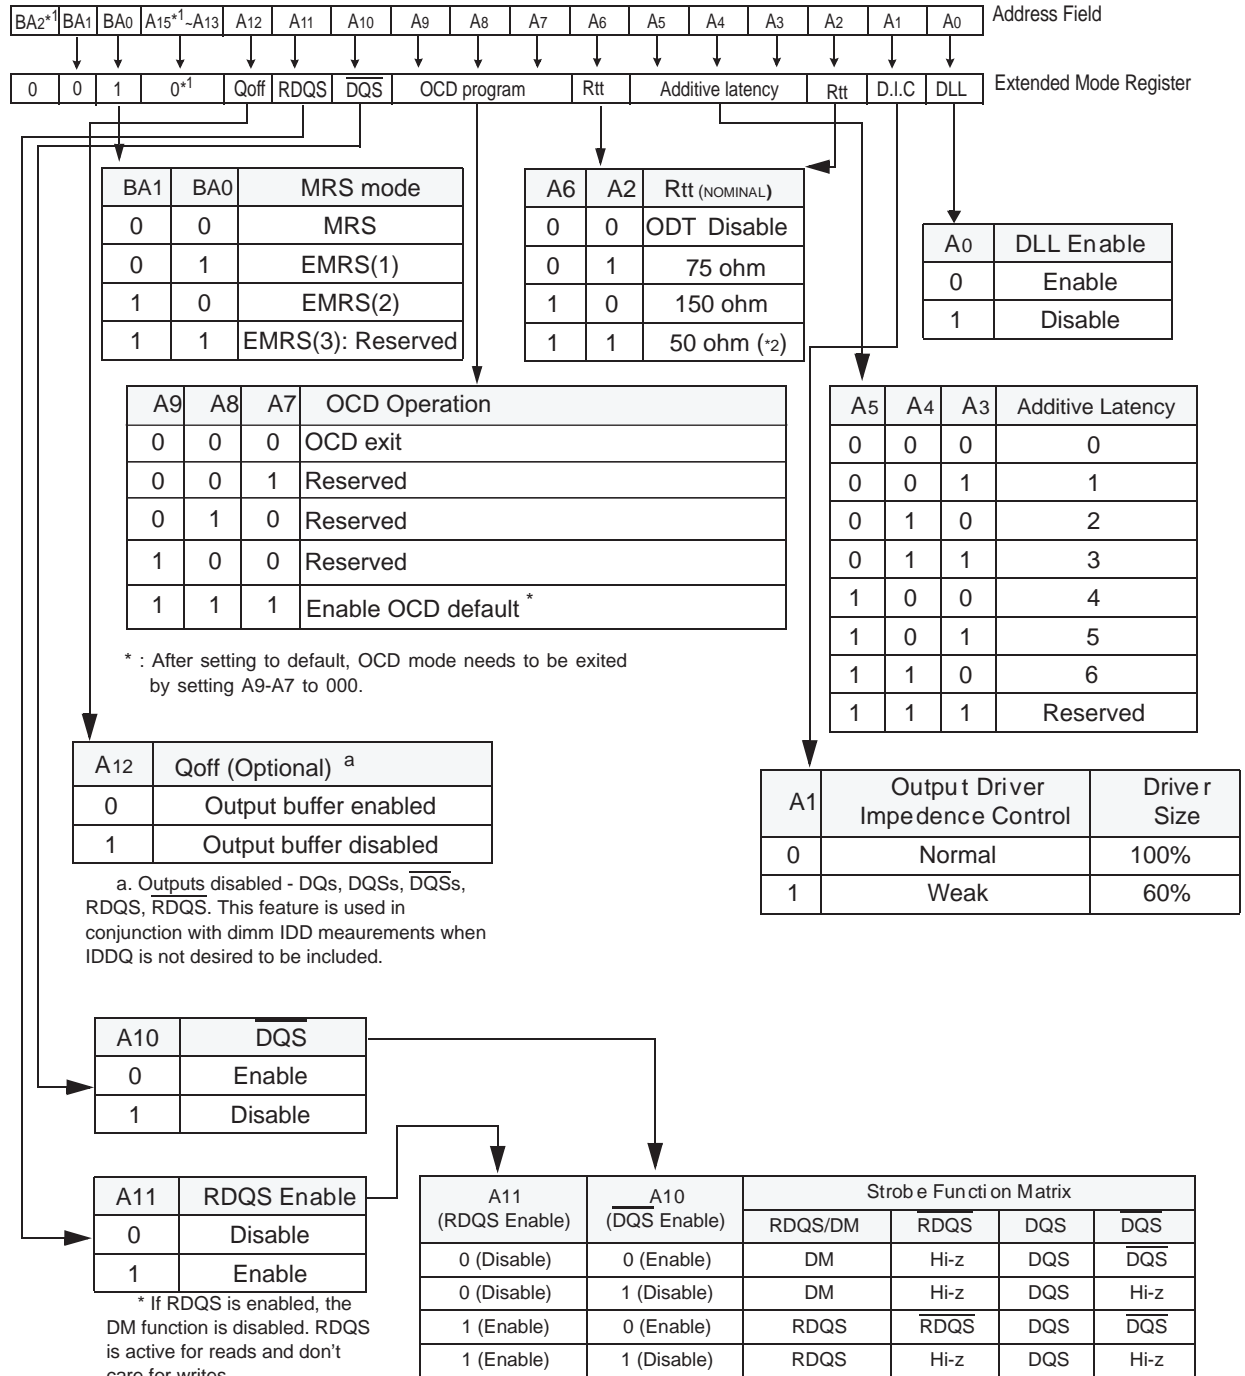 BA2*1 BA1 BA0 A15*1~A13 A12 A11 A10 A9 A8 A7 A6 A5 A4 A3 A2 A1 A0 Address Field
0 0 1 0*1 Qoff RDQS D̅Q̅S̅ OCD program Rtt Additive latency Rtt D.I.C DLL Extended Mode Register
BA1 BA0 MRS mode
0 0 MRS
0 1 EMRS(1)
1 0 EMRS(2)
1 1 EMRS(3): Reserved
A6 A2 Rtt (NOMINAL)
0 0 ODT Disable
0 1 75 ohm
1 0 150 ohm
1 1 50 ohm (*2)
A0 DLL Enable
0 Enable
1 Disable
A9 A8 A7 OCD Operation
0 0 0 OCD exit
0 0 1 Reserved
0 1 0 Reserved
1 0 0 Reserved
1 1 1 Enable OCD default *
* : After setting to default, OCD mode needs to be exited
by setting A9-A7 to 000.
A5 A4 A3 Additive Latency
0 0 0 0
0 0 1 1
0 1 0 2
0 1 1 3
1 0 0 4
1 0 1 5
1 1 0 6
1 1 1 Reserved
A12 Qoff (Optional) a
0 Output buffer enabled
1 Output buffer disabled
a. Outputs disabled - DQs, DQSs, D̅Q̅S̅s,
RDQS, R̅D̅Q̅S̅. This feature is used in
conjunction with dimm IDD meaurements when
IDDQ is not desired to be included.
A1 Output Driver Impedence Control Driver Size
0 Normal 100%
1 Weak 60%
A10 D̅Q̅S̅
0 Enable
1 Disable
A11 RDQS Enable
0 Disable
1 Enable
* If RDQS is enabled, the
DM function is disabled. RDQS
is active for reads and don't
care for writes.
A11 (RDQS Enable) A10 (D̅Q̅S̅ Enable) Strobe Function Matrix
RDQS/DM R̅D̅Q̅S̅ DQS D̅Q̅S̅
0 (Disable) 0 (Enable) DM Hi-z DQS D̅Q̅S̅
0 (Disable) 1 (Disable) DM Hi-z DQS Hi-z
1 (Enable) 0 (Enable) RDQS R̅D̅Q̅S̅ DQS D̅Q̅S̅
1 (Enable) 1 (Disable) RDQS Hi-z DQS Hi-z